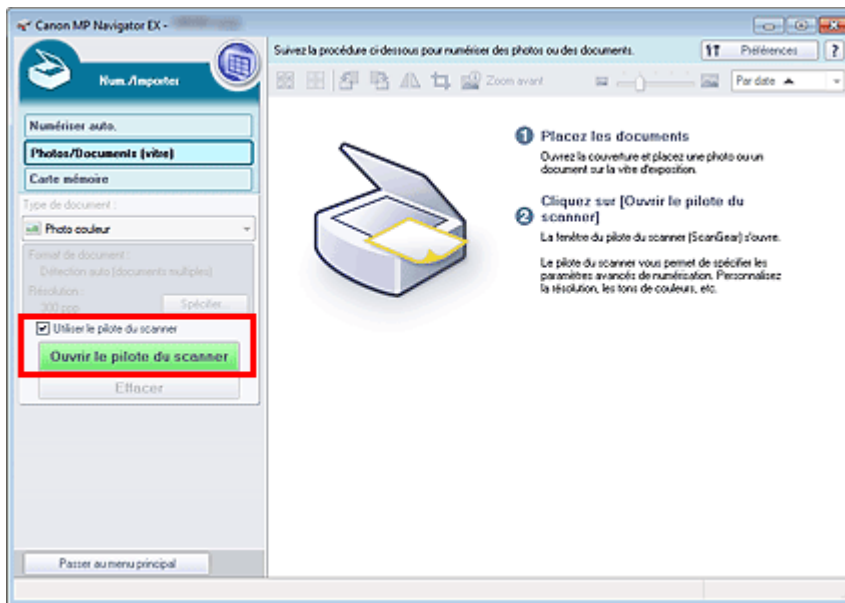 Canon MP Navigator EX -
Num./Importer
Numériser auto.
Photos/Documents (vitre)
Carte mémoire
Type de document :
Photo couleur
Format de document :
Détection auto (documents multiples)
Résolution :
300 ppp
Spécifier...
Utiliser le pilote du scanner
Ouvrir le pilote du scanner
Effacer
Passer au menu principal
Suivez la procédure ci-dessous pour numériser des photos ou des documents.
Préférences
?
Zoom avant
Par date
1 Placez les documents
Ouvrez la couverture et placez une photo ou un
document sur la vitre d'exposition.
2 Cliquez sur [Ouvrir le pilote du
scanner]
La fenêtre du pilote du scanner (ScanGear) s'ouvre.
Le pilote du scanner vous permet de spécifier les
paramètres avancés de numérisation. Personnalisez
la résolution, les tons de couleurs, etc.